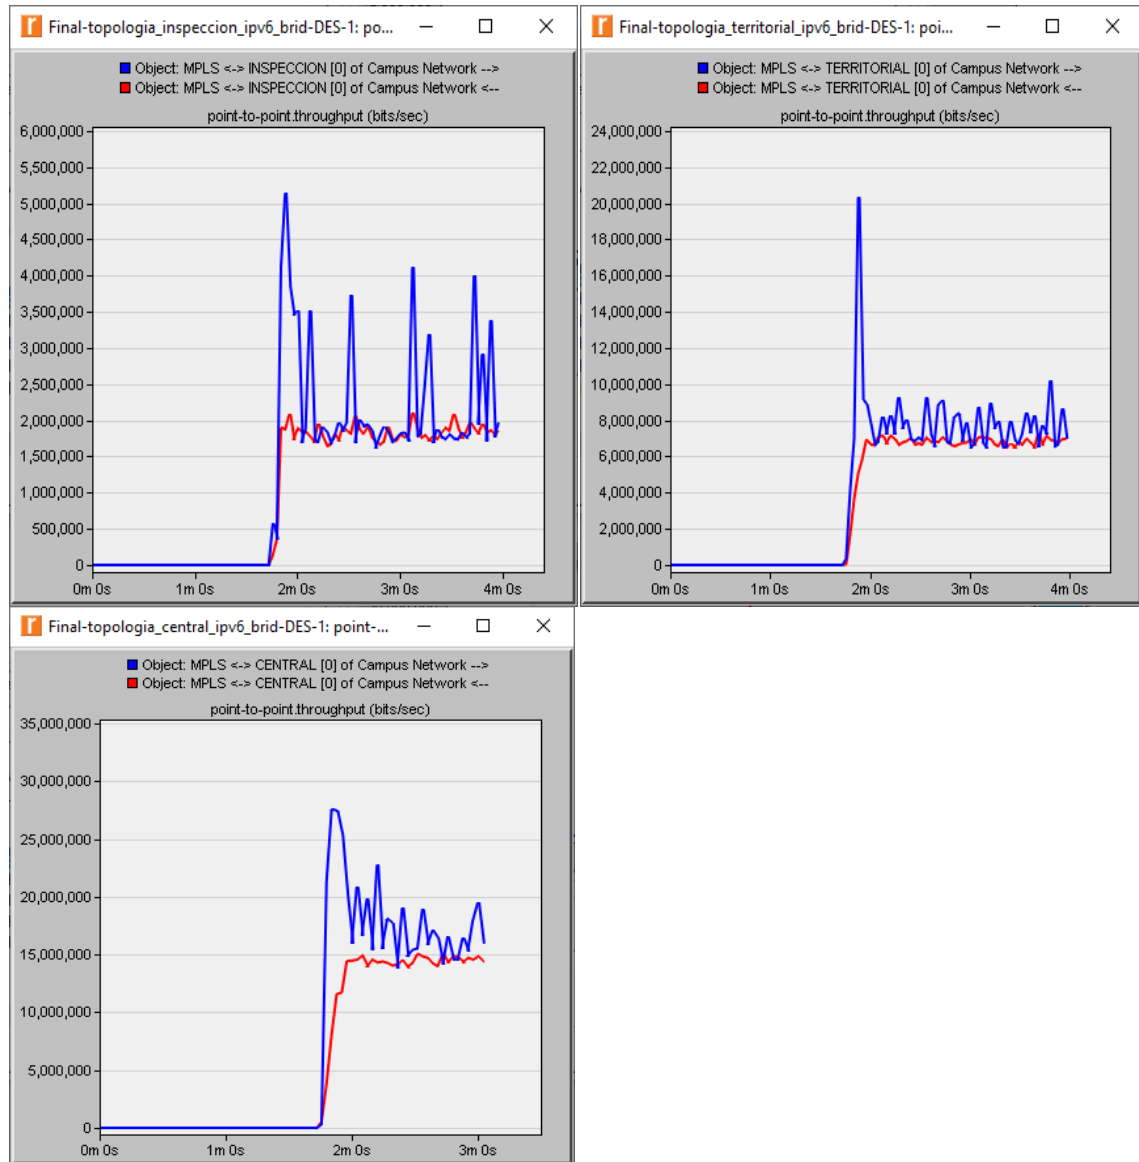 Final-topologia_inspeccion_ipv6_brid-DES-1: po...
Object: MPLS <-> INSPECCION [0] of Campus Network -->
Object: MPLS <-> INSPECCION [0] of Campus Network <--
point-to-point.throughput (bits/sec)
6,000,000
5,500,000
5,000,000
4,500,000
4,000,000
3,500,000
3,000,000
2,500,000
2,000,000
1,500,000
1,000,000
500,000
0
0m 0s 1m 0s 2m 0s 3m 0s 4m 0s
Final-topologia_territorial_ipv6_brid-DES-1: poi...
Object: MPLS <-> TERRITORIAL [0] of Campus Network -->
Object: MPLS <-> TERRITORIAL [0] of Campus Network <--
point-to-point.throughput (bits/sec)
24,000,000
22,000,000
20,000,000
18,000,000
16,000,000
14,000,000
12,000,000
10,000,000
8,000,000
6,000,000
4,000,000
2,000,000
0
0m 0s 1m 0s 2m 0s 3m 0s 4m 0s
Final-topologia_central_ipv6_brid-DES-1: point-...
Object: MPLS <-> CENTRAL [0] of Campus Network -->
Object: MPLS <-> CENTRAL [0] of Campus Network <--
point-to-point.throughput (bits/sec)
35,000,000
30,000,000
25,000,000
20,000,000
15,000,000
10,000,000
5,000,000
0
0m 0s 1m 0s 2m 0s 3m 0s